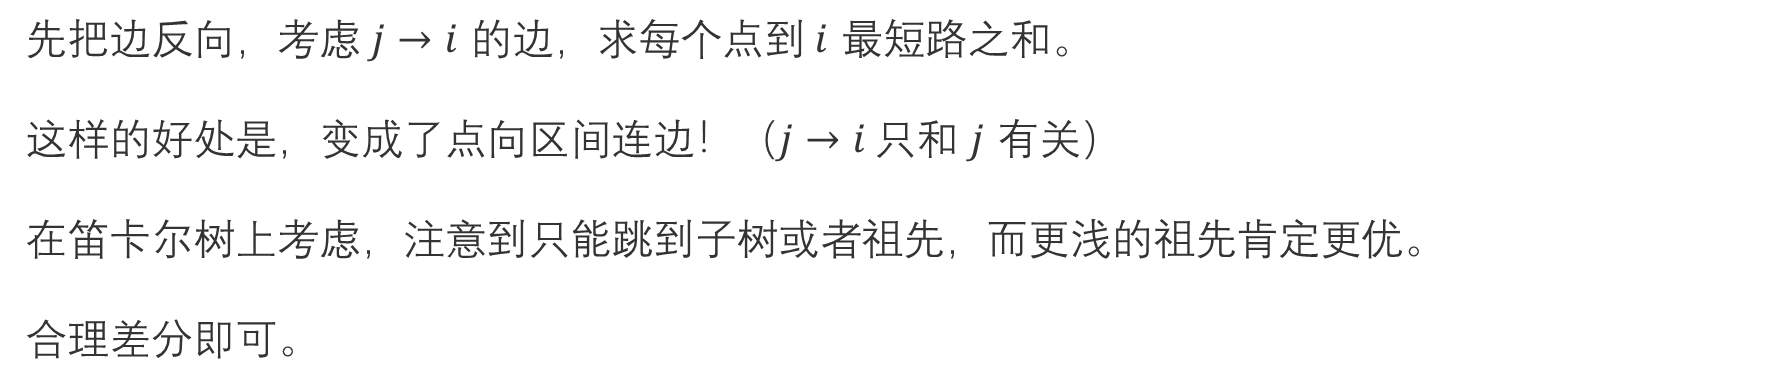 先把边反向，考虑 j → i 的边，求每个点到 i 最短路之和。
这样的好处是，变成了点向区间连边！（j → i 只和 j 有关）
在笛卡尔树上考虑，注意到只能跳到子树或者祖先，而更浅的祖先肯定更优。
合理差分即可。